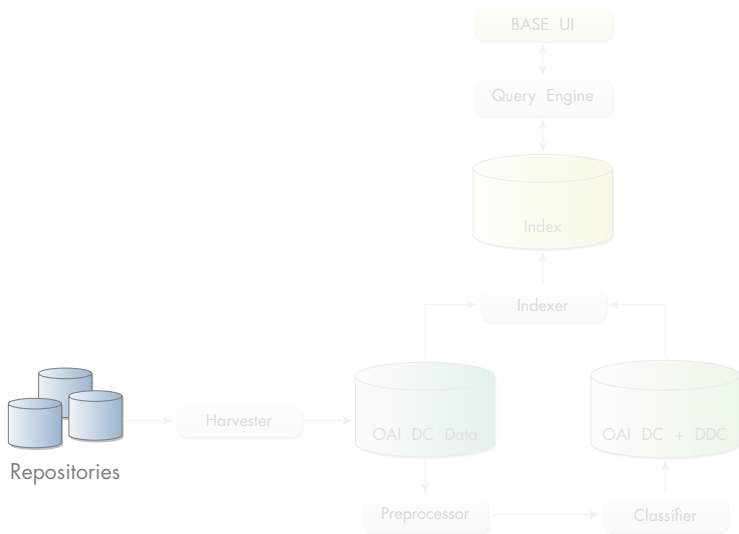 BASE UI
Query Engine
Index
Indexer
Harvester
OAI DC Data
OAI DC + DDC
Repositories
Preprocessor
Classifier